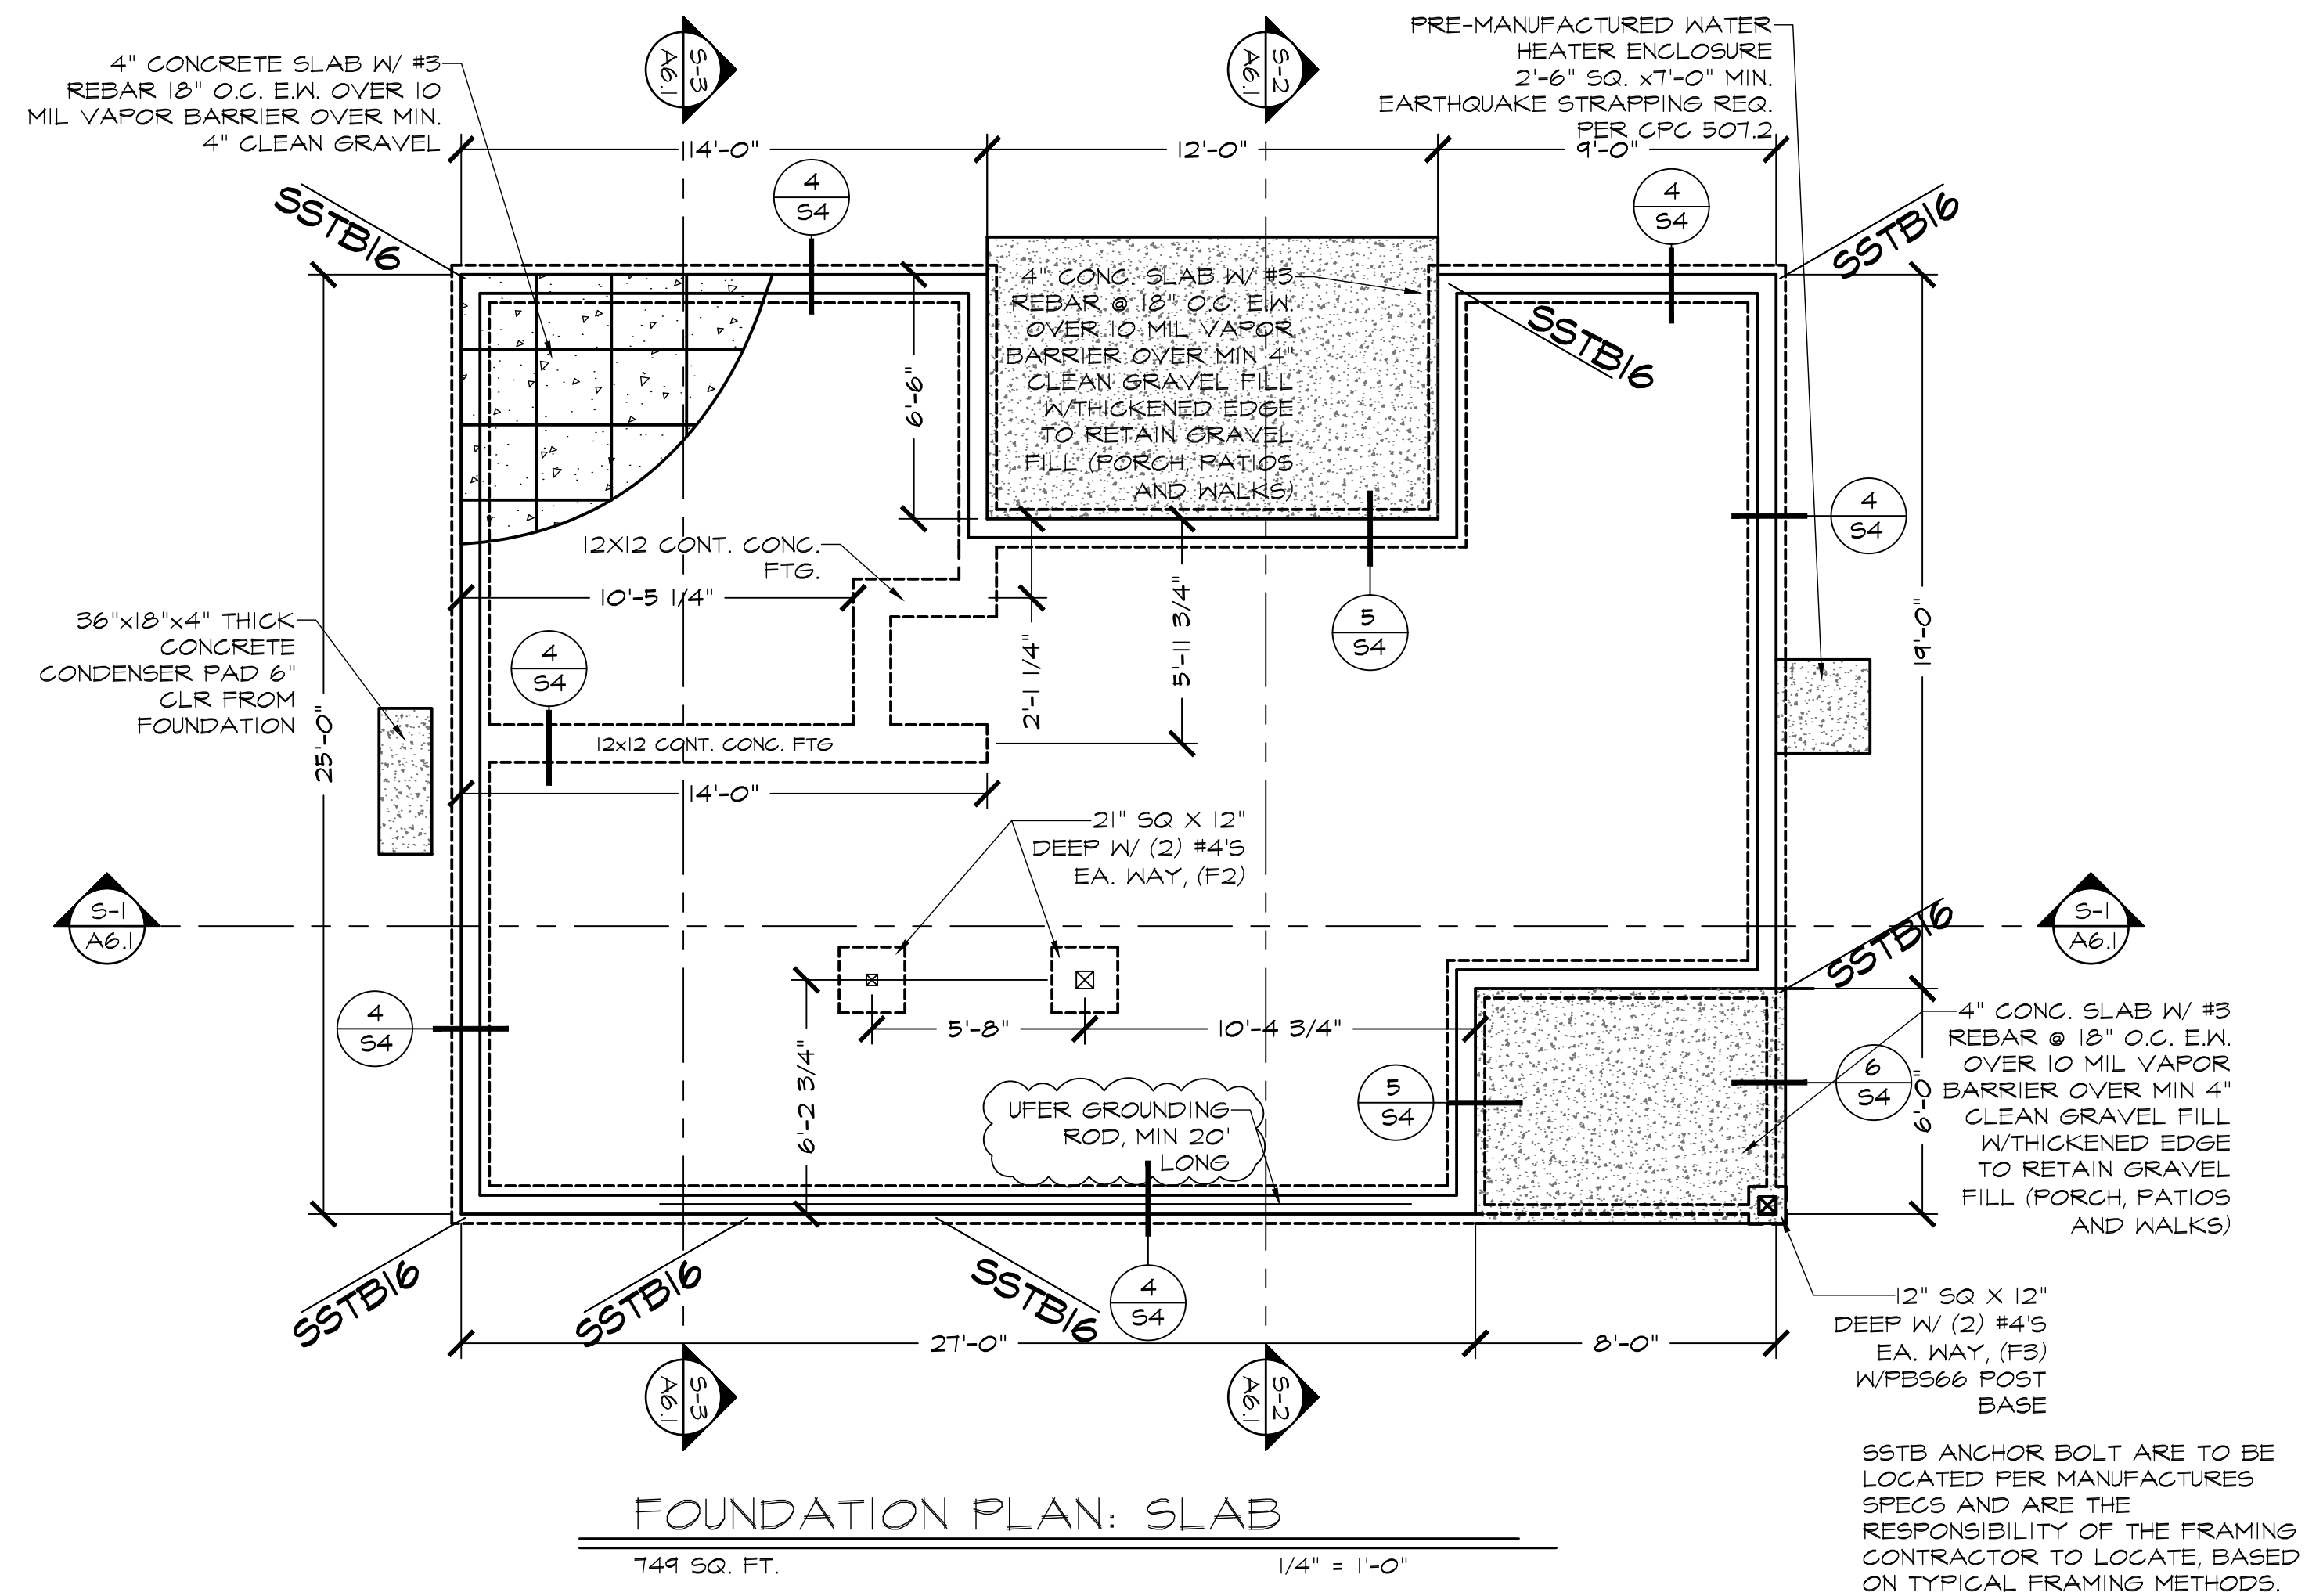 4" CONCRETE SLAB W/ #3
REBAR 18" O.C. E.W. OVER 10
MIL VAPOR BARRIER OVER MIN.
4" CLEAN GRAVEL
S-3
A6.1
S-2
A6.1
PRE-MANUFACTURED WATER
HEATER ENCLOSURE
2'-6" SQ. x7'-0" MIN.
EARTHQUAKE STRAPPING REQ.
PER CPC 507.2
14'-0"
12'-0"
9'-0"
4
S4
4
S4
SSTB16
SSTB16
SSTB16
4" CONC. SLAB W/ #3
REBAR @ 18" O.C. E.W.
OVER 10 MIL VAPOR
BARRIER OVER MIN 4"
CLEAN GRAVEL FILL
W/THICKENED EDGE
TO RETAIN GRAVEL
FILL (PORCH, PATIOS
AND WALKS)
6'-6"
4
S4
12X12 CONT. CONC.
FTG.
10'-5 1/4"
36"x18"x4" THICK
CONCRETE
CONDENSER PAD 6"
CLR FROM
FOUNDATION
25'-0"
4
S4
2'-1 1/4"
5'-11 3/4"
5
S4
19'-0"
12x12 CONT. CONC. FTG
14'-0"
21" SQ X 12"
DEEP W/ (2) #4'S
EA. WAY, (F2)
S-1
A6.1
S-1
A6.1
SSTB16
4
S4
5'-8"
10'-4 3/4"
6'-2 3/4"
UFER GROUNDING
ROD, MIN 20'
LONG
5
S4
6
S4
6'-0"
4" CONC. SLAB W/ #3
REBAR @ 18" O.C. E.W.
OVER 10 MIL VAPOR
BARRIER OVER MIN 4"
CLEAN GRAVEL FILL
W/THICKENED EDGE
TO RETAIN GRAVEL
FILL (PORCH, PATIOS
AND WALKS)
SSTB16
SSTB16
SSTB16
4
S4
27'-0"
8'-0"
12" SQ X 12"
DEEP W/ (2) #4'S
EA. WAY, (F3)
W/PBS66 POST
BASE
S-3
A6.1
S-2
A6.1
SSTB ANCHOR BOLT ARE TO BE
LOCATED PER MANUFACTURES
SPECS AND ARE THE
RESPONSIBILITY OF THE FRAMING
CONTRACTOR TO LOCATE, BASED
ON TYPICAL FRAMING METHODS.
FOUNDATION PLAN: SLAB
749 SQ. FT.
1/4" = 1'-0"